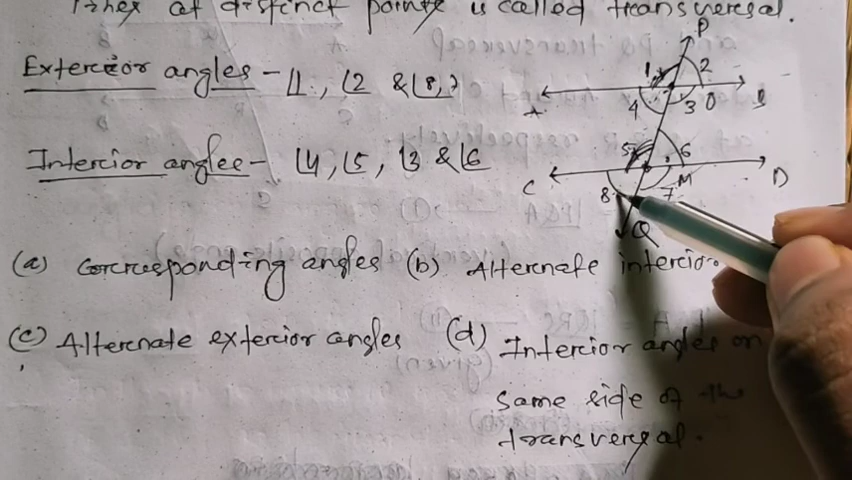 at distinct points is called transversal.
Exterior angles - ∠1, ∠2 & ∠8, 7
Interior angles - ∠4, ∠5, ∠3 & ∠6
P
1 2
A 4 3 O B
5 6
C M D
8 7
Q
(a) Corresponding angles (b) Alternate interior
(c) Alternate exterior angles (d) Interior angles on
same side of the
transversal.